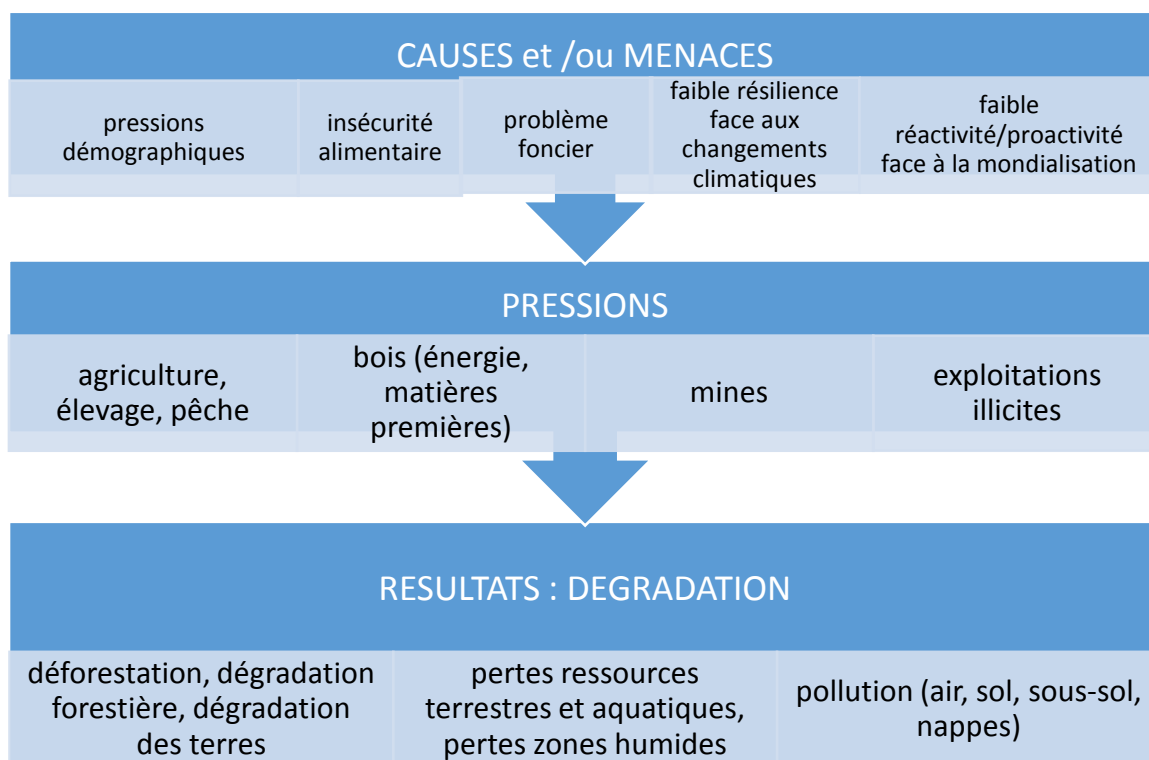 CAUSES et /ou MENACES
pressions
démographiques
insécurité
alimentaire
problème
foncier
faible résilience
face aux
changements
climatiques
faible
réactivité/proactivité
face à la mondialisation
PRESSIONS
agriculture,
élevage, pêche
bois (énergie,
matières
premières)
mines
exploitations
illicites
RESULTATS : DEGRADATION
déforestation, dégradation
forestière, dégradation
des terres
pertes ressources
terrestres et aquatiques,
pertes zones humides
pollution (air, sol, sous-sol,
nappes)